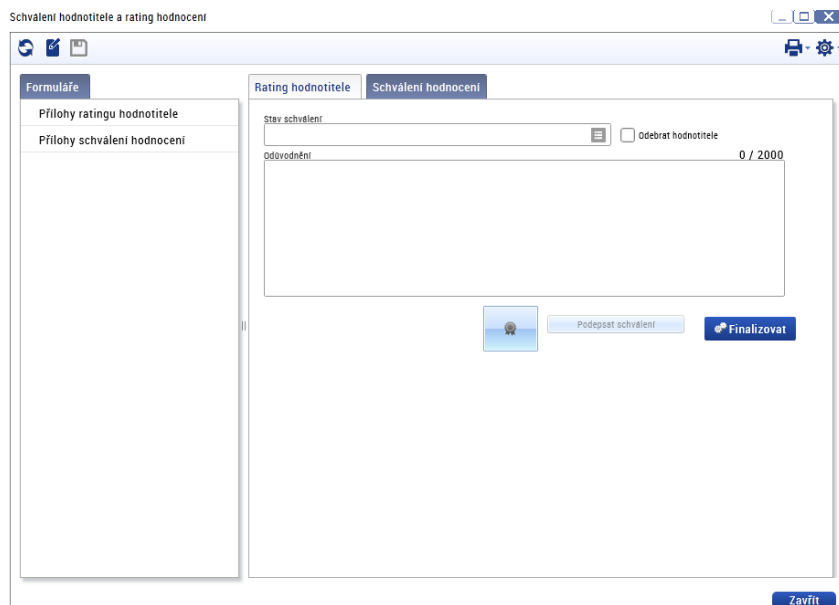 Schválení hodnotitele a rating hodnocení
Formuláře
Přílohy ratingu hodnotitele
Přílohy schválení hodnocení
Rating hodnotitele
Schválení hodnocení
Stav schválení
Odebrat hodnotitele
Odůvodnění
0 / 2000
Podepsat schválení
Finalizovat
Zavřít